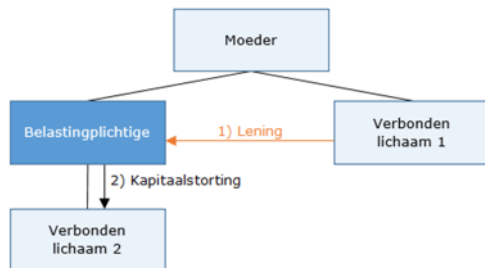 Moeder
Belastingplichtige
1) Lening
Verbonden
lichaam 1
2) Kapitaalstorting
Verbonden
lichaam 2